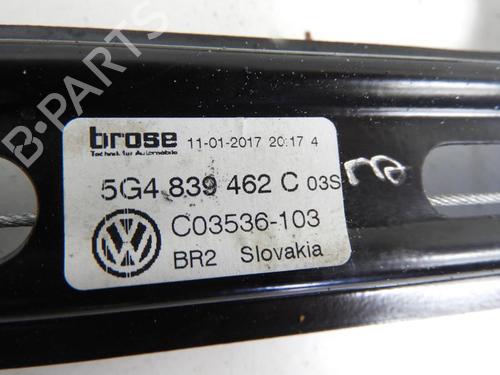 B-PARTS
brose 11-01-2017 20:17 4
Technik für Automobile
5G4 839 462 C 03S
C03536-103
BR2 Slovakia